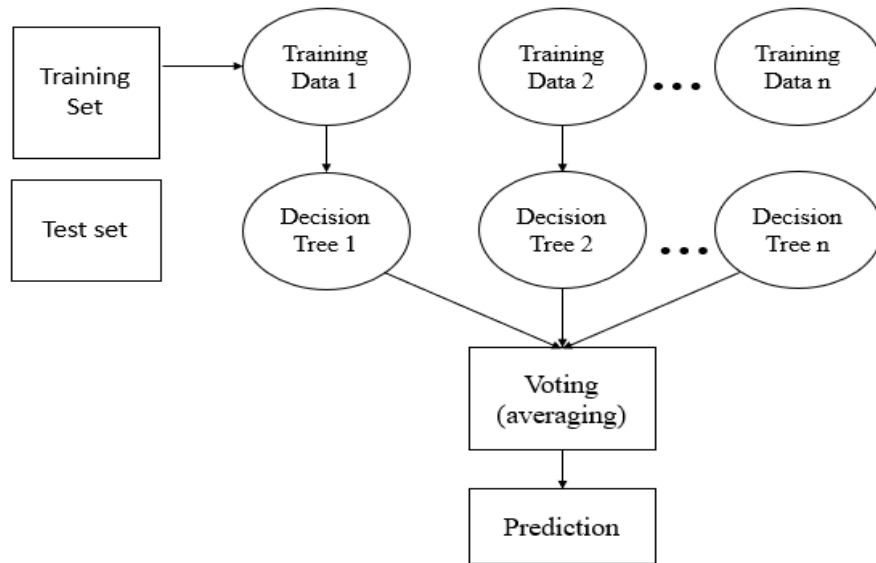 Training
Set
Training
Data 1
Training
Data 2
...
Training
Data n
Test set
Decision
Tree 1
Decision
Tree 2
...
Decision
Tree n
Voting
(averaging)
Prediction